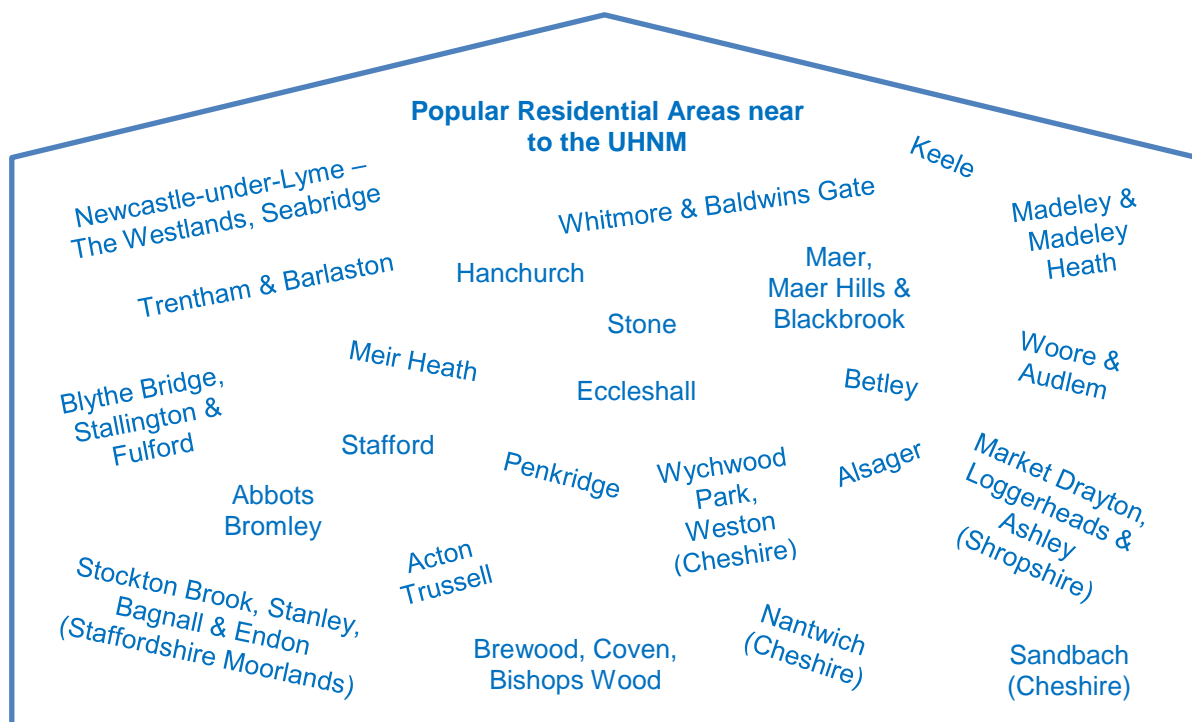 Popular Residential Areas near
to the UHNM
Keele
Newcastle-under-Lyme –
The Westlands, Seabridge
Whitmore & Baldwins Gate
Madeley &
Madeley
Heath
Trentham & Barlaston
Hanchurch
Maer,
Maer Hills &
Blackbrook
Stone
Meir Heath
Woore &
Audlem
Blythe Bridge,
Stallington &
Fulford
Eccleshall
Betley
Stafford
Penkridge
Wychwood
Park,
Weston
(Cheshire)
Alsager
Market Drayton,
Loggerheads &
Ashley
(Shropshire)
Abbots
Bromley
Acton
Trussell
Stockton Brook, Stanley,
Bagnall & Endon
(Staffordshire Moorlands)
Brewood, Coven,
Bishops Wood
Nantwich
(Cheshire)
Sandbach
(Cheshire)